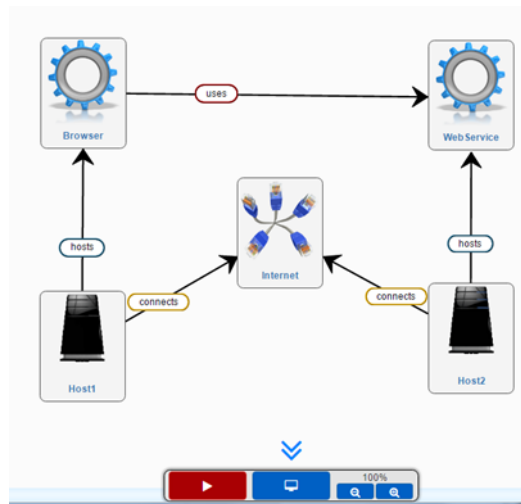 Browser
uses
WebService
hosts
hosts
Internet
connects
connects
Host1
Host2
100%